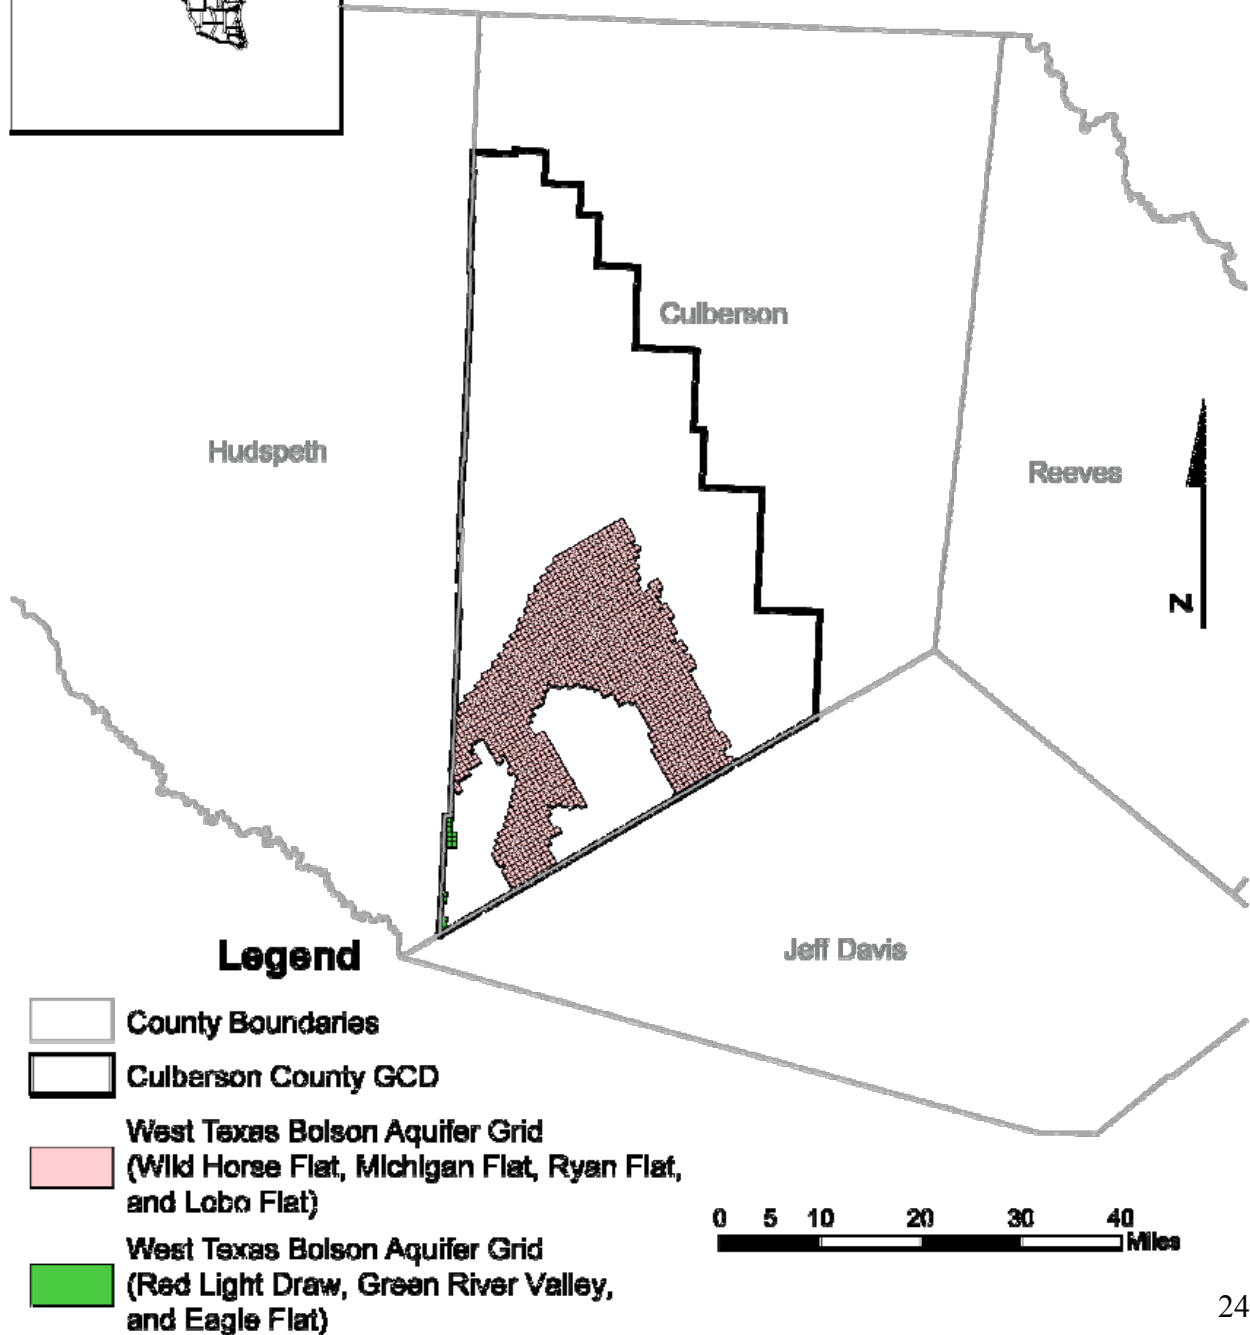 Culberson
Hudspeth
Reeves
N
Jeff Davis
Legend
County Boundaries
Culberson County GCD
West Texas Bolson Aquifer Grid
(Wild Horse Flat, Michigan Flat, Ryan Flat,
and Lobo Flat)
West Texas Bolson Aquifer Grid
(Red Light Draw, Green River Valley,
and Eagle Flat)
0 5 10 20 30 40
Miles
24